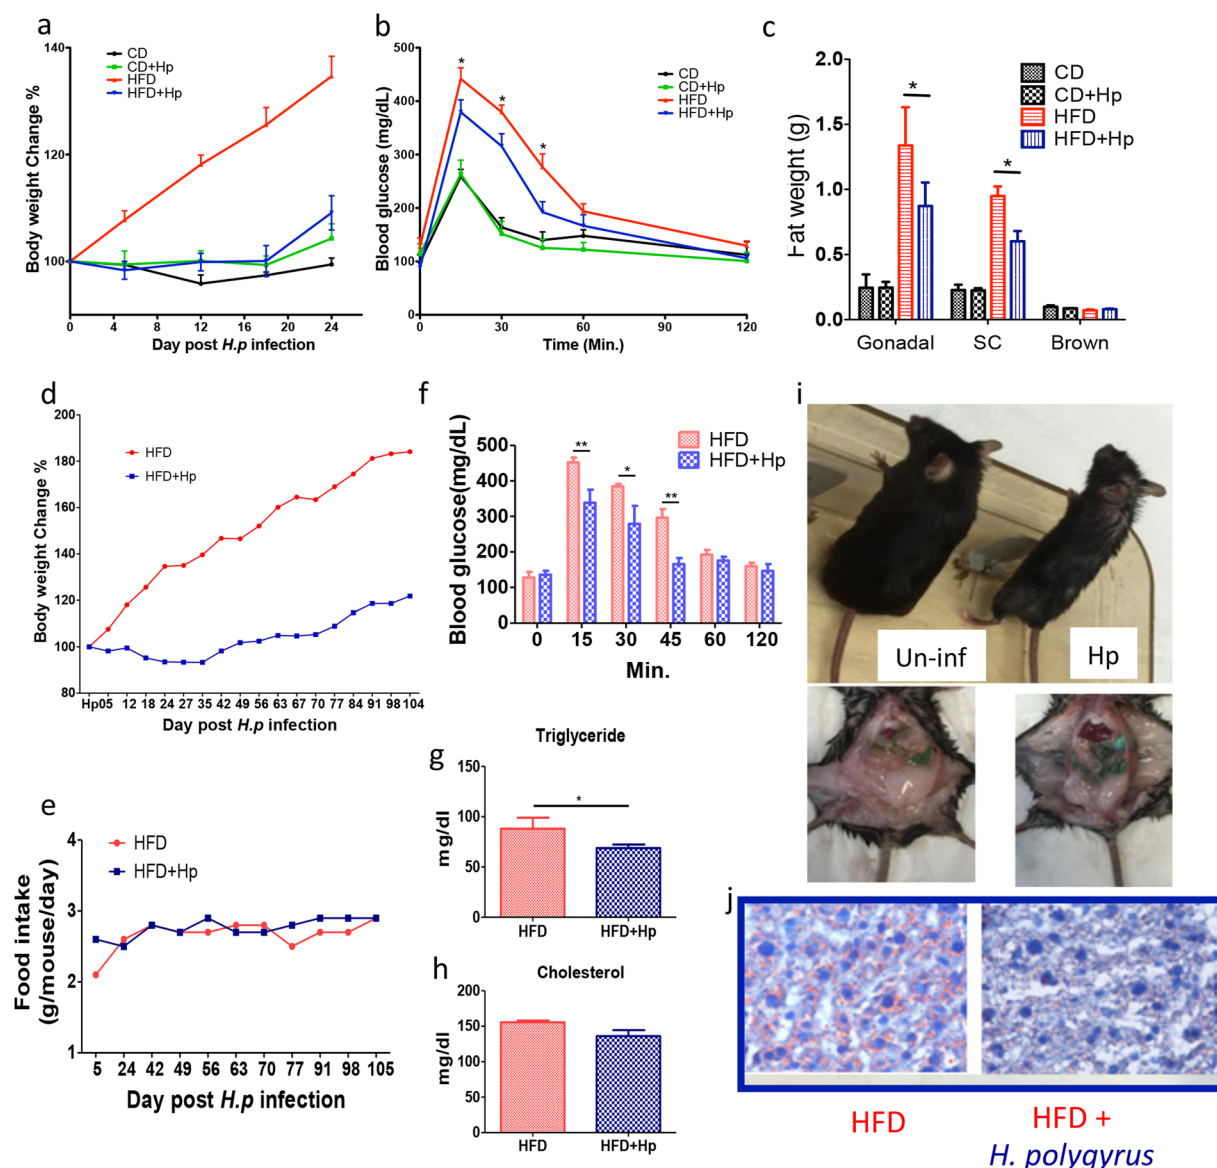 a
140
120
100
CD
CD+Hp
HFD
HFD+Hp
Body weight Change %
0 4 8 12 16 20 24
Day post H.p infection
b
500
400
300
200
100
0
* * *
CD
CD+Hp
HFD
HFD+Hp
Blood glucose (mg/dL)
0 30 60 90 120
Time (Min.)
c
2.0
1.5
1.0
0.5
0.0
* *
CD
CD+Hp
HFD
HFD+Hp
Fat weight (g)
Gonadal SC Brown
d
200
180
160
140
120
100
80
HFD
HFD+Hp
Body weight Change %
Hp05 12 18 24 27 35 42 49 56 63 67 70 77 84 91 98 104
Day post H.p infection
f
500
400
300
200
100
0
** * **
HFD
HFD+Hp
Blood glucose(mg/dL)
0 15 30 45 60 120
Min.
i
Un-inf
Hp
e
4
3
2
1
HFD
HFD+Hp
Food intake
(g/mouse/day)
5 24 42 49 56 63 70 77 91 98 105
Day post H.p infection
g
Triglyceride
150
100
50
0
*
mg/dl
HFD HFD+Hp
h
Cholesterol
200
150
100
50
0
mg/dl
HFD HFD+Hp
j
HFD
HFD +
H. polygyrus